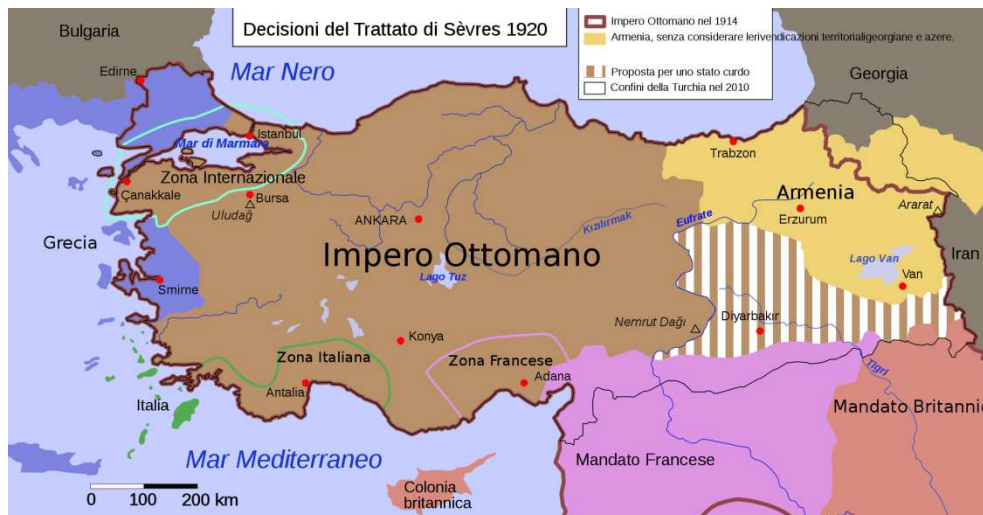 Decisioni del Trattato di Sèvres 1920
Impero Ottomano nel 1914
Armenia, senza considerare lerivendicazioni territorialigeorgiane e azere.
Proposta per uno stato curdo
Confini della Turchia nel 2010
Bulgaria
Georgia
Mar Nero
Edirne
Istanbul
Mar di Marmara
Trabzon
Zona Internazionale
Çanakkale
Bursa
Uludağ
Armenia
Erzurum
Ararat
ANKARA
Kızılırmak
Eufrate
Grecia
Impero Ottomano
Lago Tuz
Lago Van
Iran
Van
Smirne
Nemrut Dağı
Diyarbakır
Konya
Zona Italiana
Zona Francese
Antalia
Adana
Tigri
Italia
Mandato Britannic
Mar Mediterraneo
Mandato Francese
Colonia
britannica
0 100 200 km